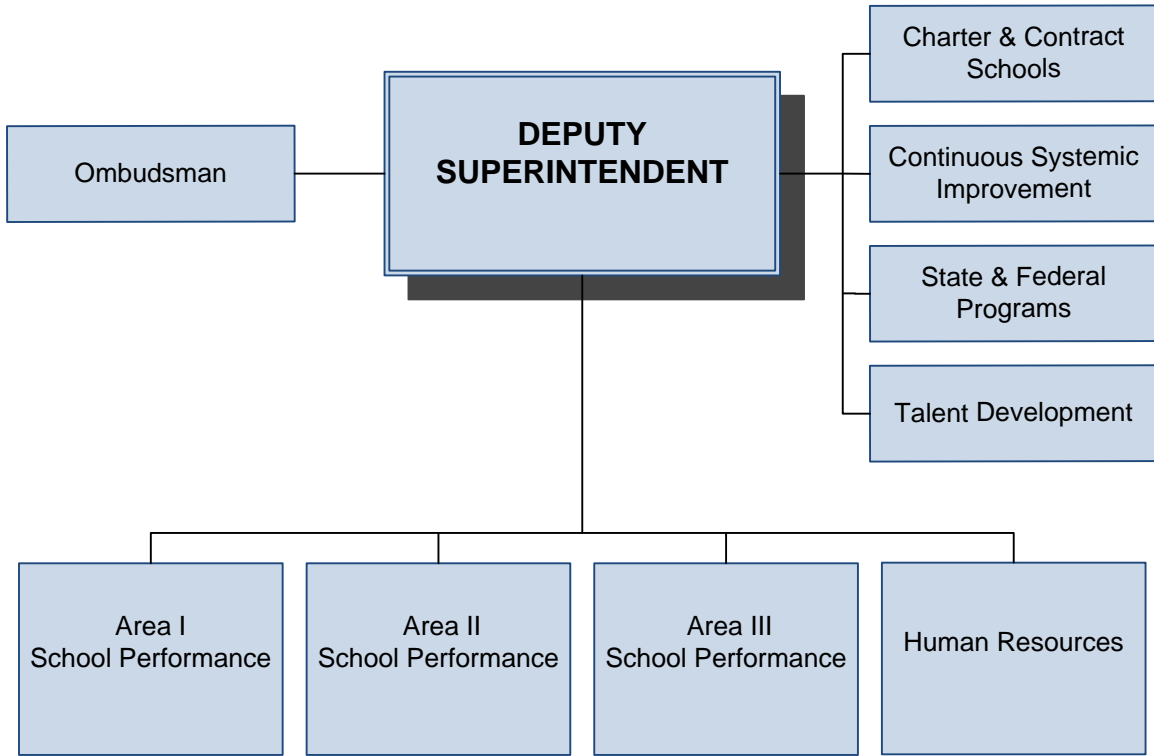 Charter & Contract
Schools
DEPUTY
SUPERINTENDENT
Ombudsman
Continuous Systemic
Improvement
State & Federal
Programs
Talent Development
Area I
School Performance
Area II
School Performance
Area III
School Performance
Human Resources